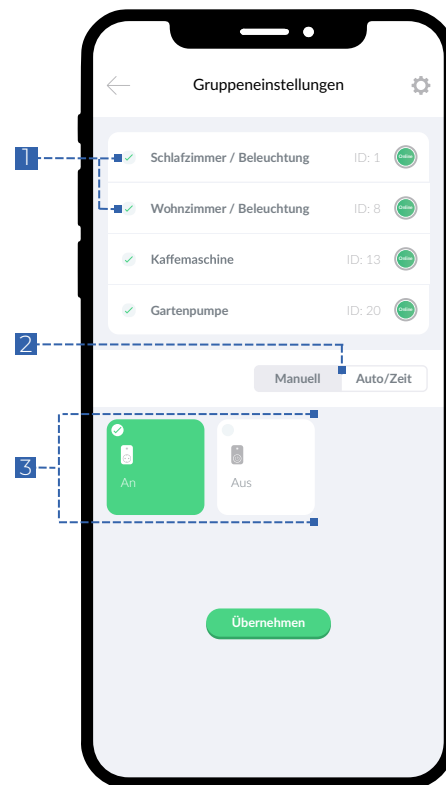 Gruppeneinstellungen
1
Schlafzimmer / Beleuchtung ID: 1 Online
Wohnzimmer / Beleuchtung ID: 8 Online
Kaffemaschine ID: 13 Online
Gartenpumpe ID: 20 Online
2
Manuell Auto/Zeit
3
An Aus
Übernehmen